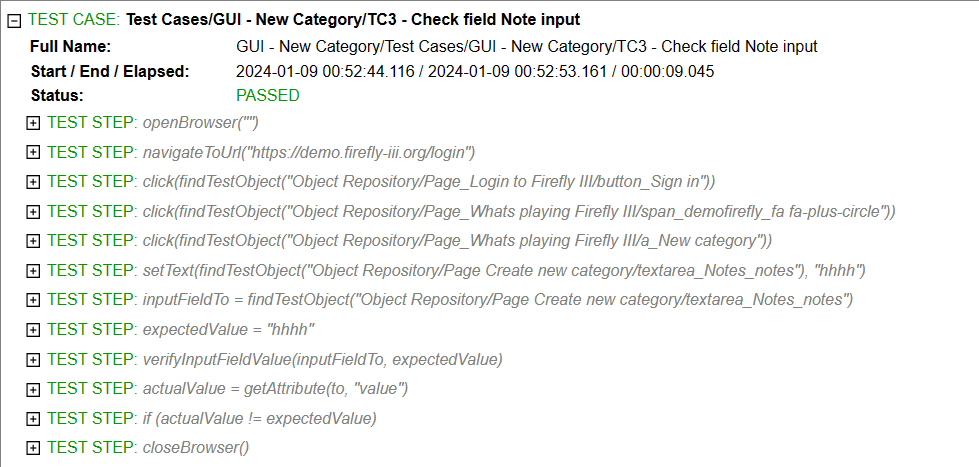 TEST CASE: Test Cases/GUI - New Category/TC3 - Check field Note input
Full Name: GUI - New Category/Test Cases/GUI - New Category/TC3 - Check field Note input
Start / End / Elapsed: 2024-01-09 00:52:44.116 / 2024-01-09 00:52:53.161 / 00:00:09.045
Status: PASSED
TEST STEP: openBrowser("")
TEST STEP: navigateToUrl("https://demo.firefly-iii.org/login")
TEST STEP: click(findTestObject("Object Repository/Page_Login to Firefly III/button_Sign in"))
TEST STEP: click(findTestObject("Object Repository/Page_Whats playing Firefly III/span_demofirefly_fa fa-plus-circle"))
TEST STEP: click(findTestObject("Object Repository/Page_Whats playing Firefly III/a_New category"))
TEST STEP: setText(findTestObject("Object Repository/Page Create new category/textarea_Notes_notes"), "hhhh")
TEST STEP: inputFieldTo = findTestObject("Object Repository/Page Create new category/textarea_Notes_notes")
TEST STEP: expectedValue = "hhhh"
TEST STEP: verifyInputFieldValue(inputFieldTo, expectedValue)
TEST STEP: actualValue = getAttribute(to, "value")
TEST STEP: if (actualValue != expectedValue)
TEST STEP: closeBrowser()